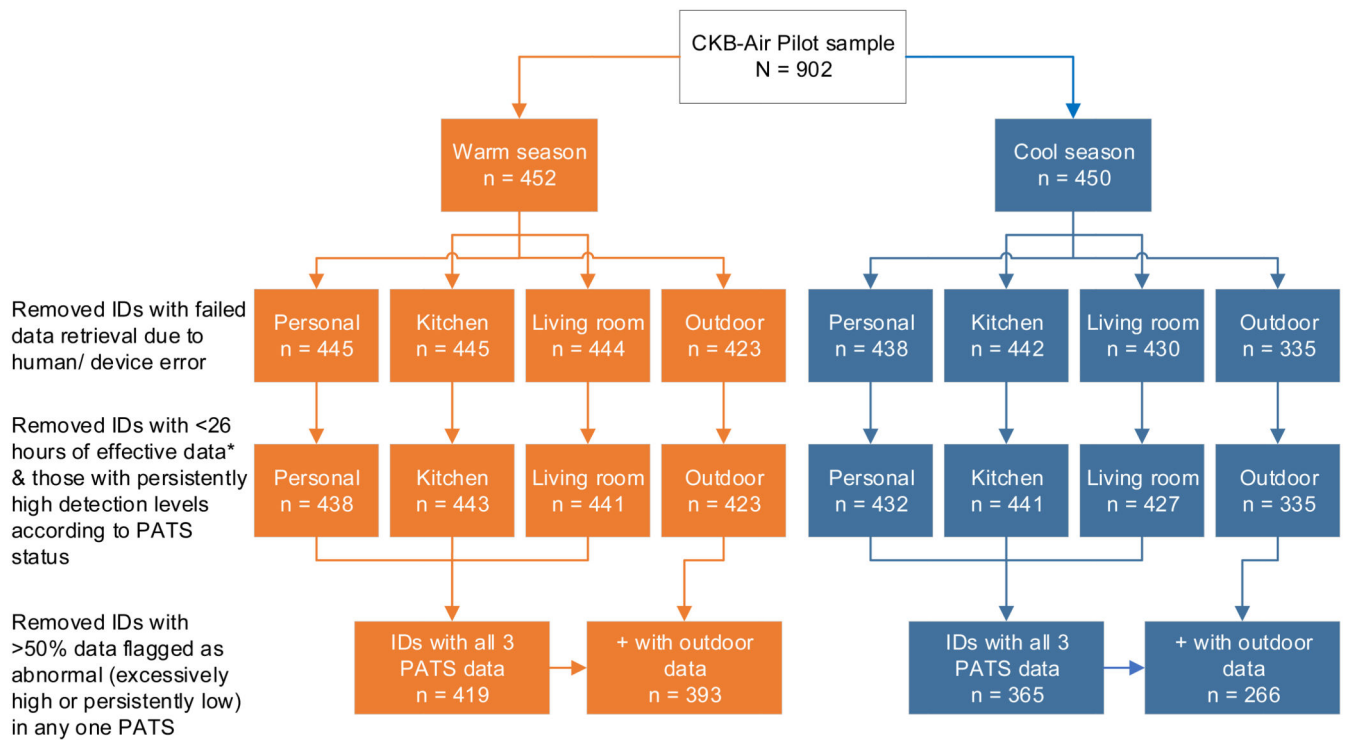 CKB-Air Pilot sample
N = 902
Warm season
n = 452
Cool season
n = 450
Removed IDs with failed
data retrieval due to
human/ device error
Personal
n = 445
Kitchen
n = 445
Living room
n = 444
Outdoor
n = 423
Personal
n = 438
Kitchen
n = 442
Living room
n = 430
Outdoor
n = 335
Removed IDs with <26
hours of effective data*
& those with persistently
high detection levels
according to PATS
status
Personal
n = 438
Kitchen
n = 443
Living room
n = 441
Outdoor
n = 423
Personal
n = 432
Kitchen
n = 441
Living room
n = 427
Outdoor
n = 335
Removed IDs with
>50% data flagged as
abnormal (excessively
high or persistently low)
in any one PATS
IDs with all 3
PATS data
n = 419
+ with outdoor
data
n = 393
IDs with all 3
PATS data
n = 365
+ with outdoor
data
n = 266